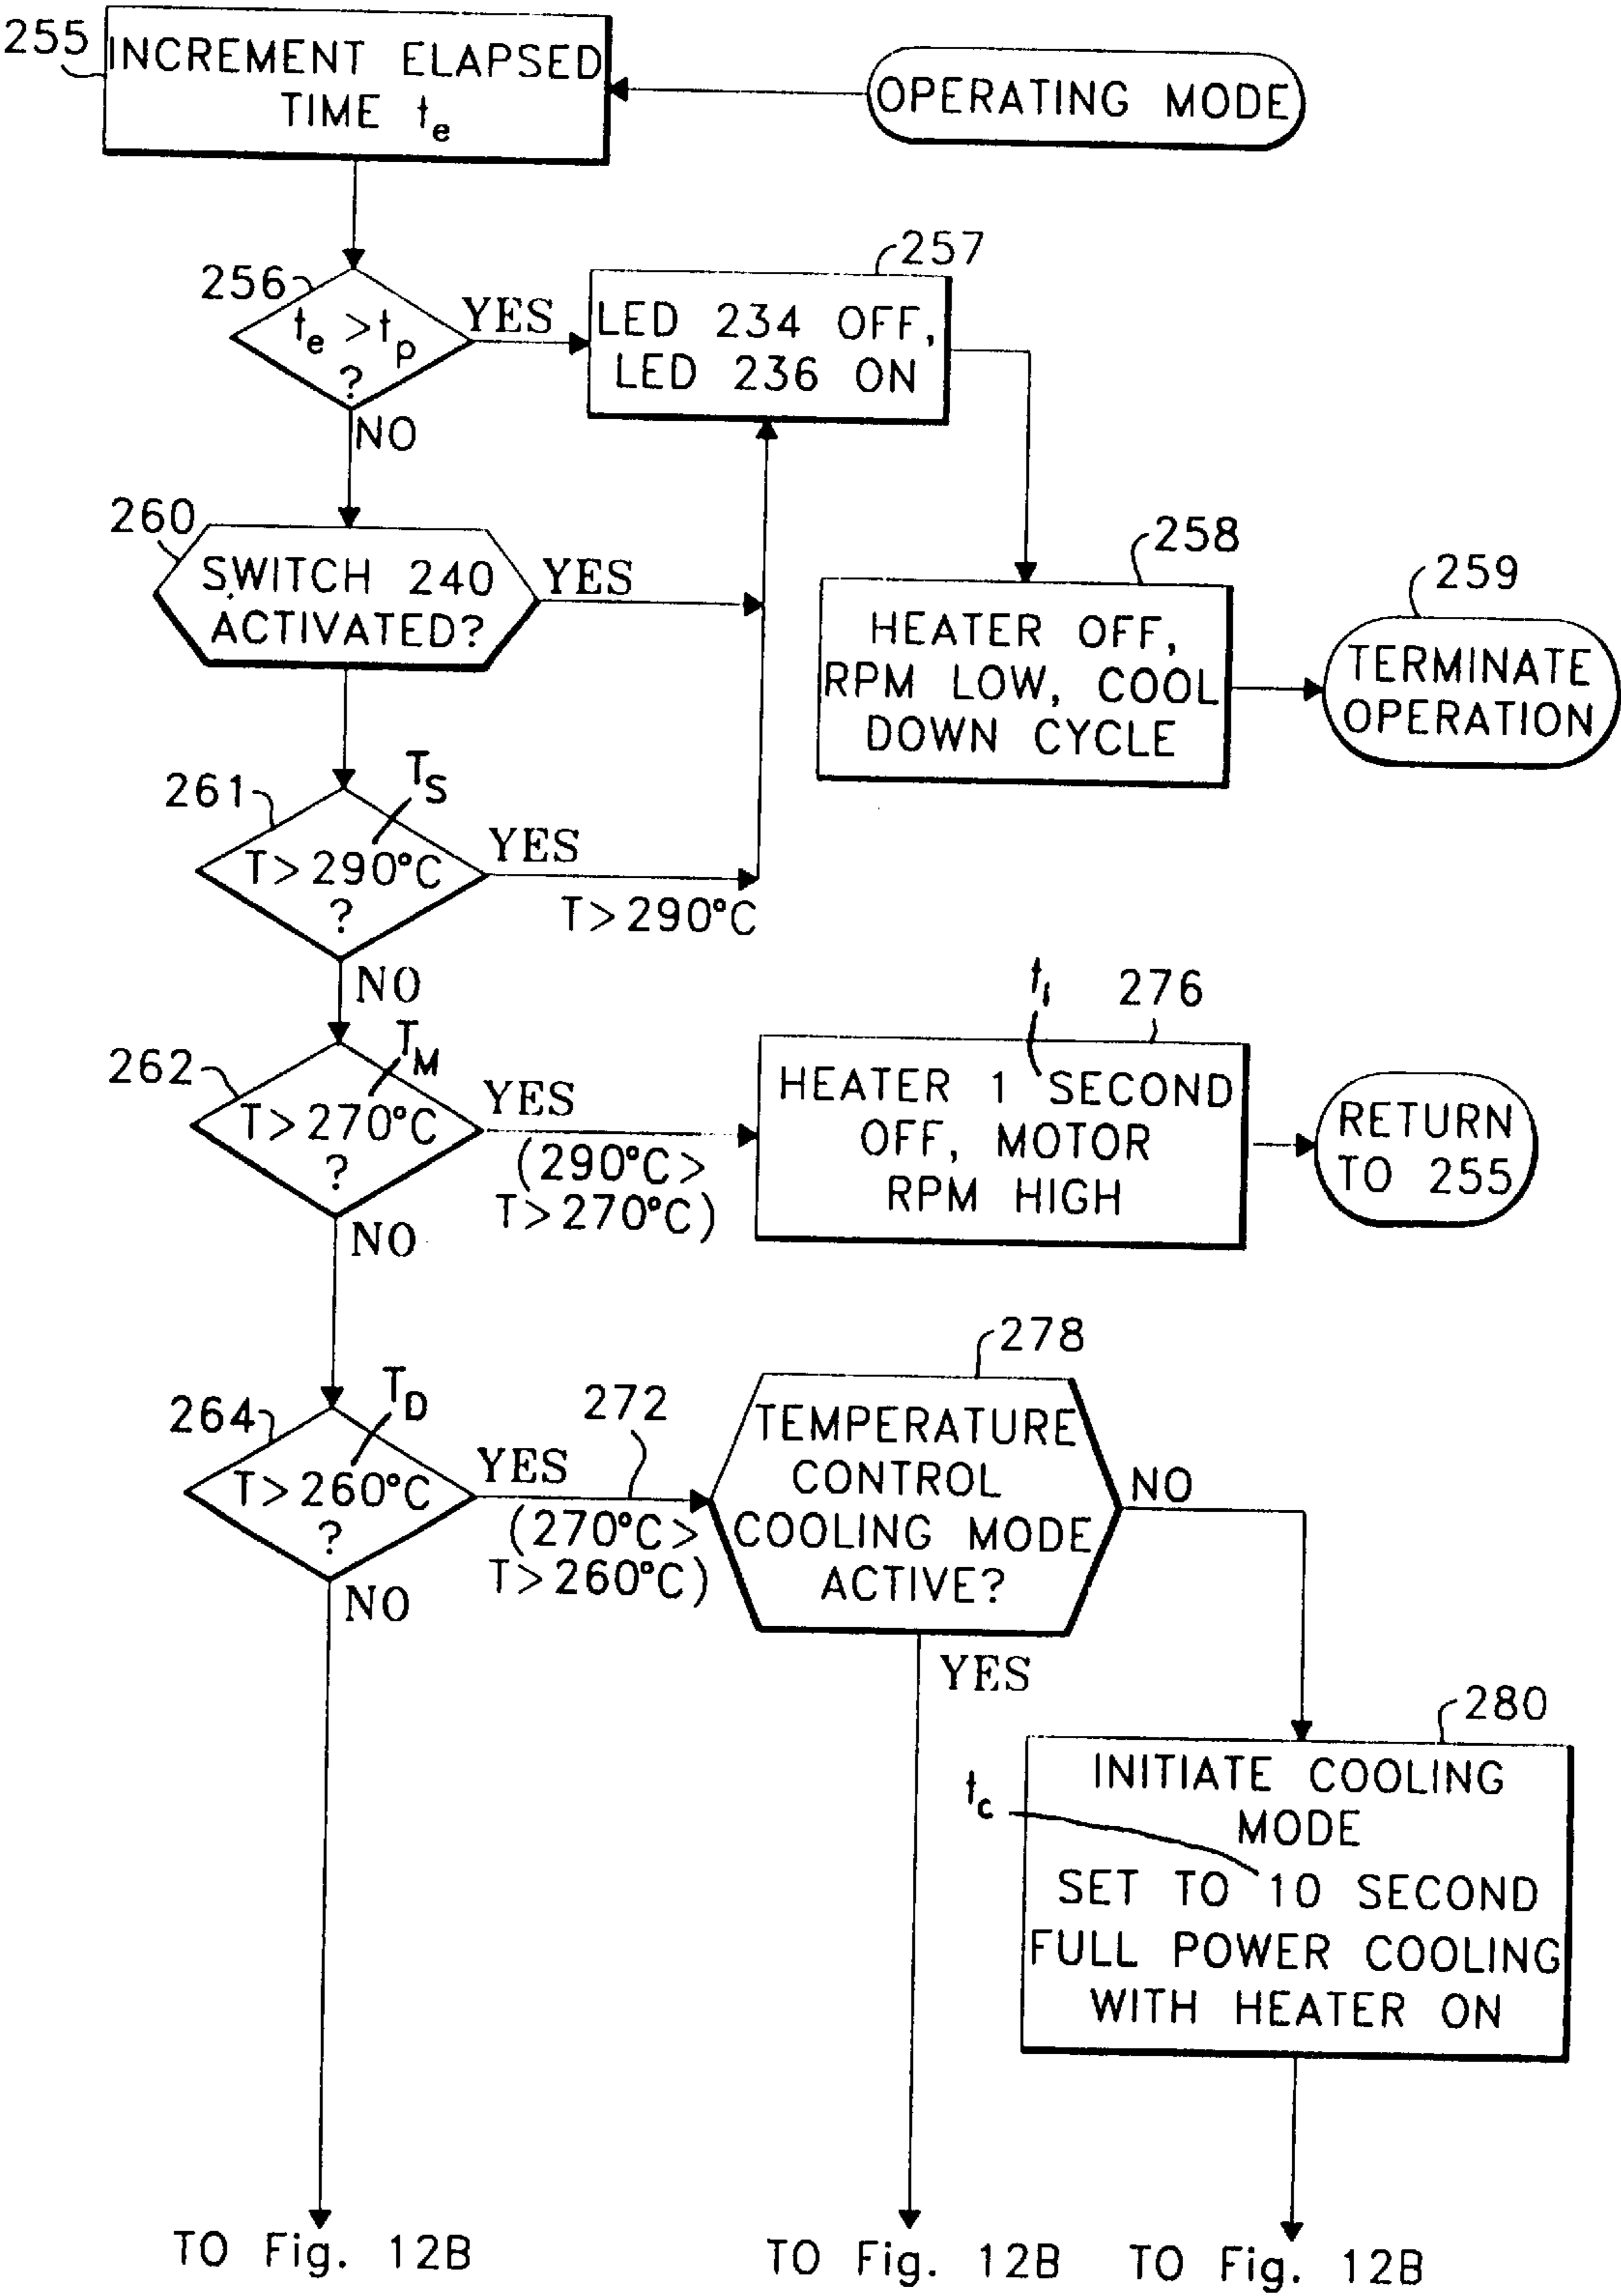 255
INCREMENT ELAPSED
TIME te
OPERATING MODE
256
te > tp
?
YES
NO
257
LED 234 OFF,
LED 236 ON
260
SWITCH 240
ACTIVATED?
YES
258
HEATER OFF,
RPM LOW, COOL
DOWN CYCLE
259
TERMINATE
OPERATION
261
TS
T>290°C
?
YES
T>290°C
NO
262
TM
T>270°C
?
YES
(290°C>
T>270°C)
NO
t1
276
HEATER 1 SECOND
OFF, MOTOR
RPM HIGH
RETURN
TO 255
264
TD
T>260°C
?
YES
(270°C>
T>260°C)
NO
272
278
TEMPERATURE
CONTROL
COOLING MODE
ACTIVE?
NO
YES
280
tc
INITIATE COOLING
MODE
SET TO 10 SECOND
FULL POWER COOLING
WITH HEATER ON
TO Fig. 12B
TO Fig. 12B
TO Fig. 12B